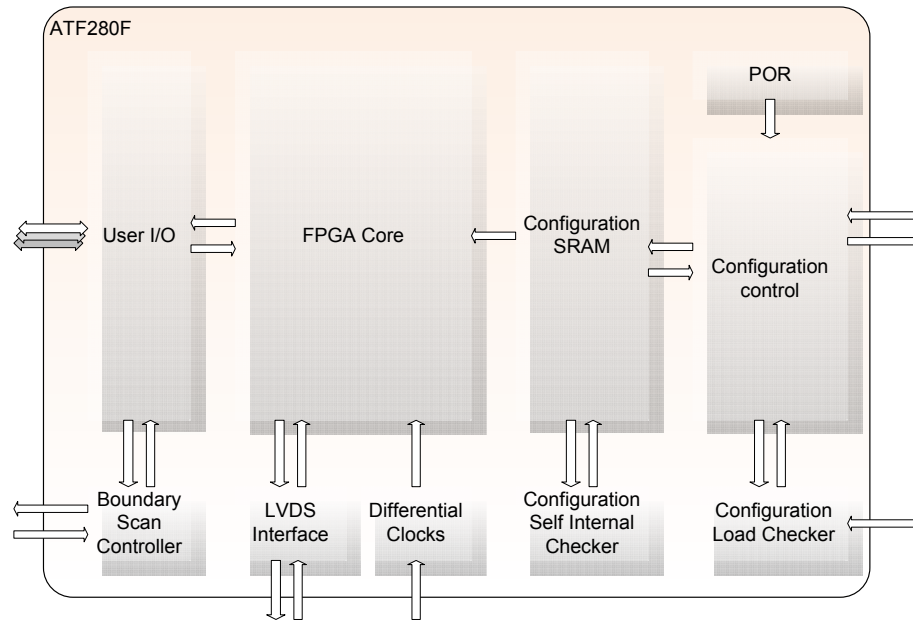 ATF280F
POR
User I/O
FPGA Core
Configuration
SRAM
Configuration
control
Boundary
Scan
Controller
LVDS
Interface
Differential
Clocks
Configuration
Self Internal
Checker
Configuration
Load Checker